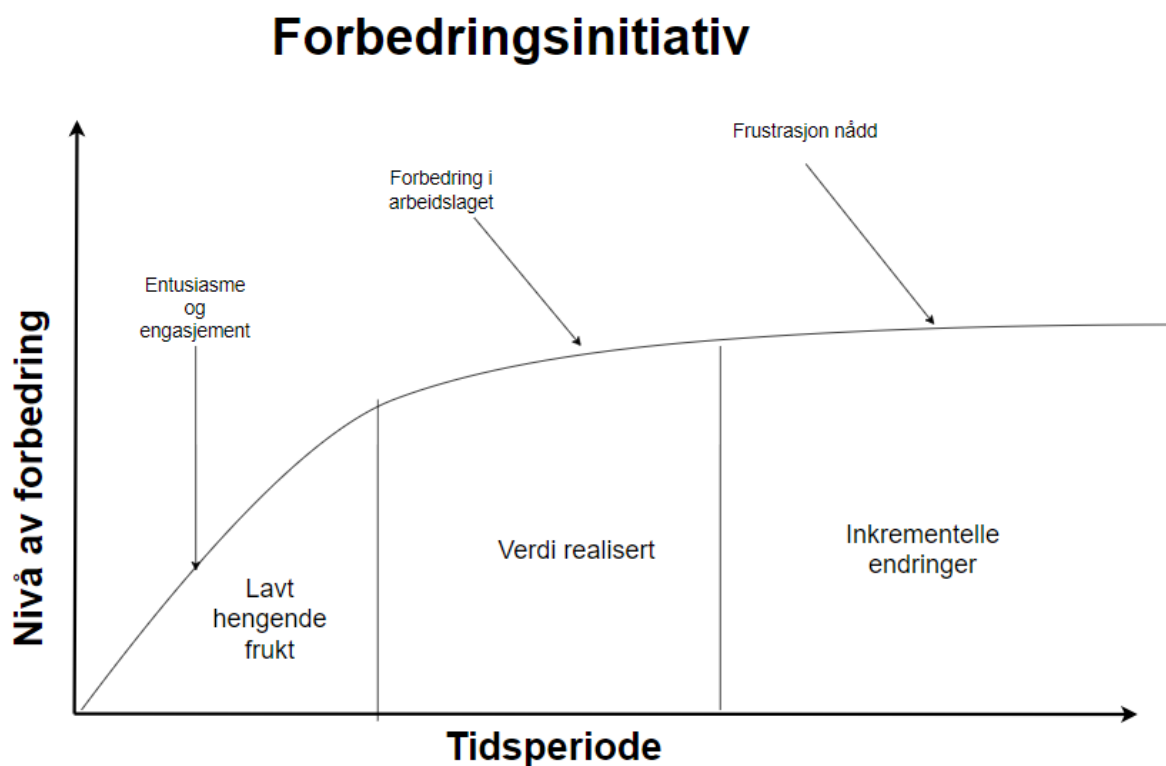 Forbedringsinitiativ
Frustrasjon nådd
Forbedring i
arbeidslaget
Entusiasme
og
engasjement
Nivå av forbedring
Lavt
hengende
frukt
Verdi realisert
Inkrementelle
endringer
Tidsperiode